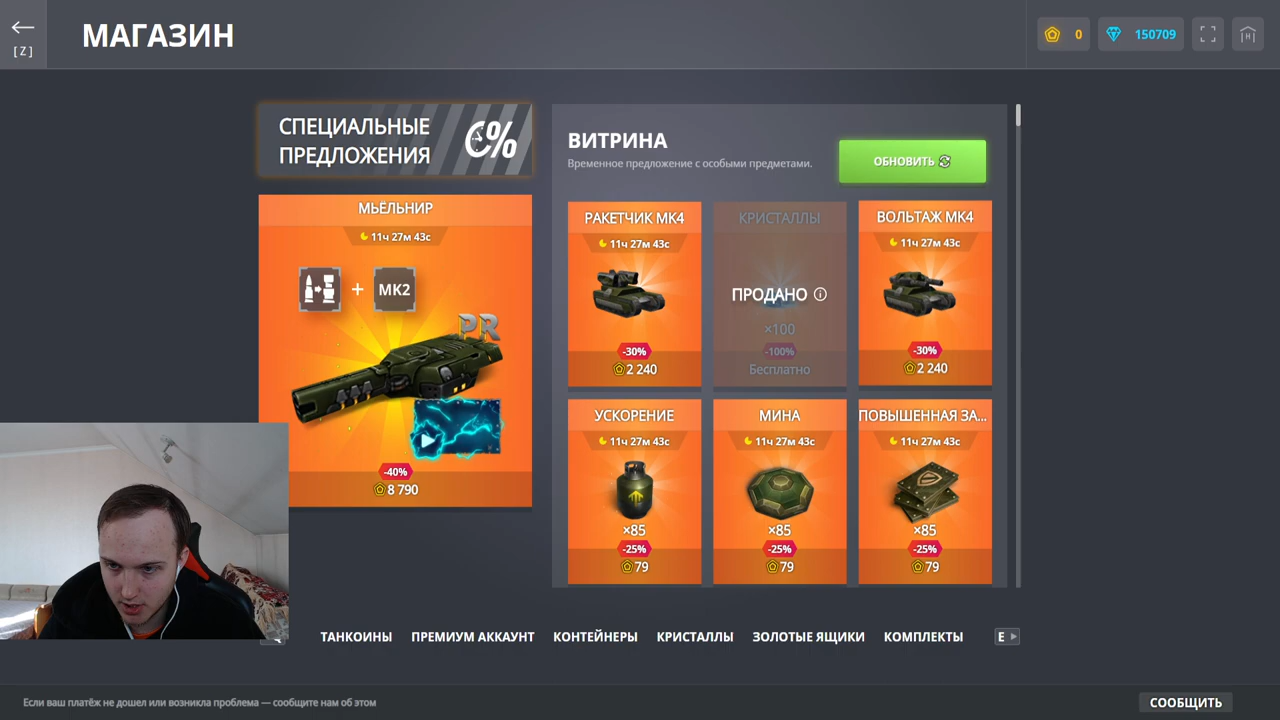 [Z]
МАГАЗИН
0
150709
СПЕЦИАЛЬНЫЕ
ПРЕДЛОЖЕНИЯ
%
МЬЁЛЬНИР
11ч 27м 43с
+
МК2
PR
-40%
8 790
ВИТРИНА
Временное предложение с особыми предметами.
ОБНОВИТЬ
РАКЕТЧИК МК4
11ч 27м 43с
-30%
2 240
КРИСТАЛЛЫ
ПРОДАНО
×100
-100%
Бесплатно
ВОЛЬТАЖ МК4
11ч 27м 43с
-30%
2 240
УСКОРЕНИЕ
11ч 27м 43с
×85
-25%
79
МИНА
11ч 27м 43с
×85
-25%
79
ПОВЫШЕННАЯ ЗА...
11ч 27м 43с
×85
-25%
79
ТАНКОИНЫ
ПРЕМИУМ АККАУНТ
КОНТЕЙНЕРЫ
КРИСТАЛЛЫ
ЗОЛОТЫЕ ЯЩИКИ
КОМПЛЕКТЫ
E
Если ваш платёж не дошел или возникла проблема — сообщите нам об этом
СООБЩИТЬ